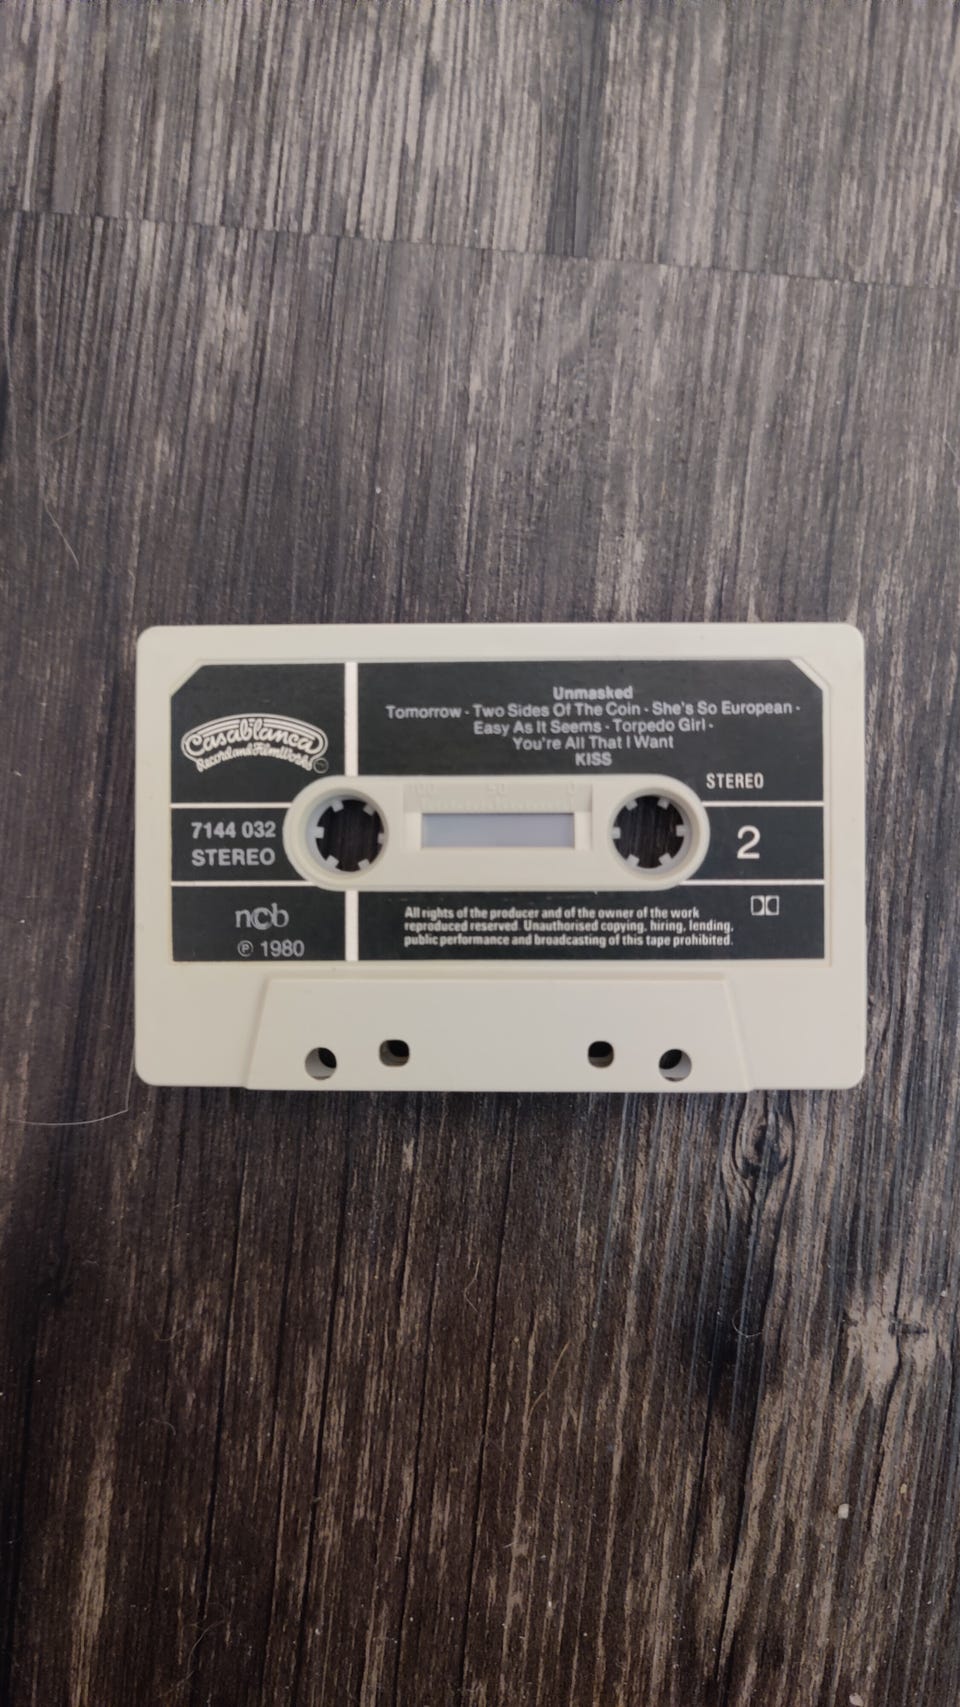 Unmasked
Tomorrow - Two Sides Of The Coin - She's So European -
Easy As It Seems - Torpedo Girl -
You're All That I Want
KISS
Casablanca
Record and FilmWorks
STEREO
7144 032
STEREO
2
100 50 0
ncb
℗ 1980
All rights of the producer and of the owner of the work
reproduced reserved. Unauthorised copying, hiring, lending,
public performance and broadcasting of this tape prohibited.